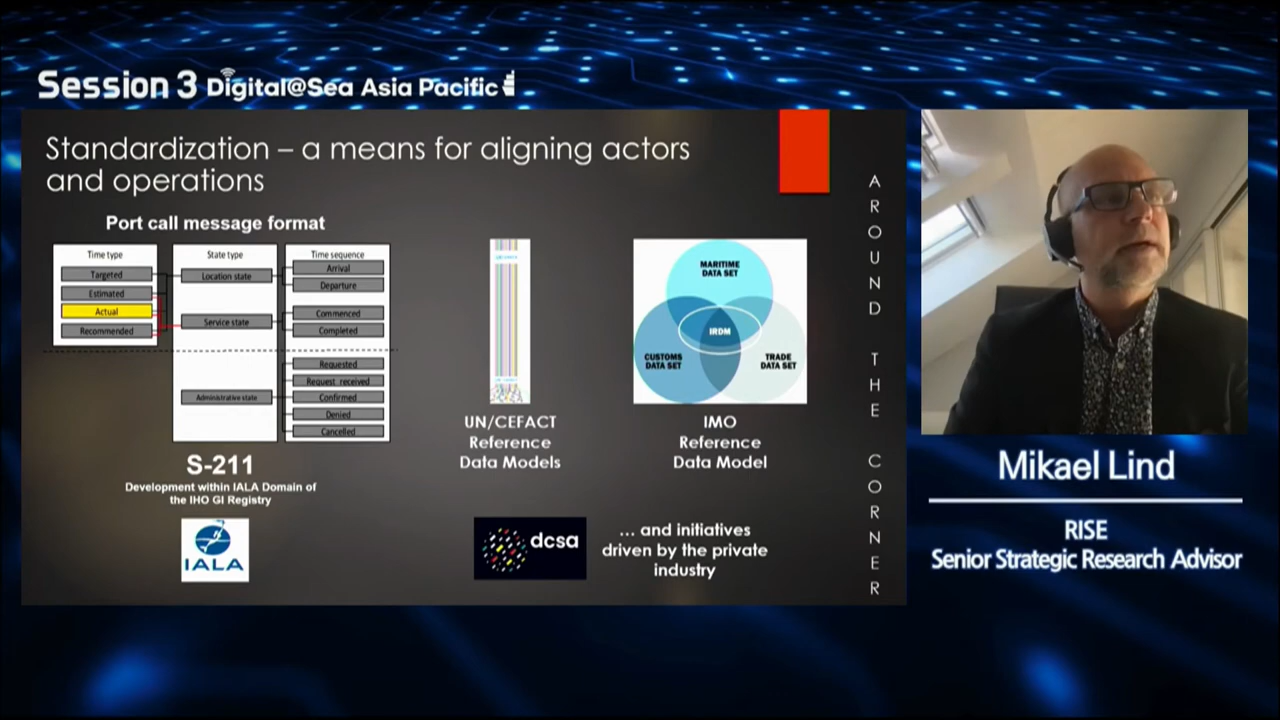 Session 3 Digital@Sea Asia Pacific
Standardization – a means for aligning actors
and operations
Port call message format
Time type
Targeted
Estimated
Actual
Recommended
State type
Location state
Service state
Administrative state
Time sequence
Arrival
Departure
Commenced
Completed
Requested
Request received
Confirmed
Denied
Cancelled
S-211
Development within IALA Domain of
the IHO GI Registry
IALA
UN/CEFACT
Reference
Data Models
MARITIME
DATA SET
IRDM
CUSTOMS
DATA SET
TRADE
DATA SET
IMO
Reference
Data Model
dcsa
... and initiatives
driven by the private
industry
AROUND THE CORNER
Mikael Lind
RISE
Senior Strategic Research Advisor